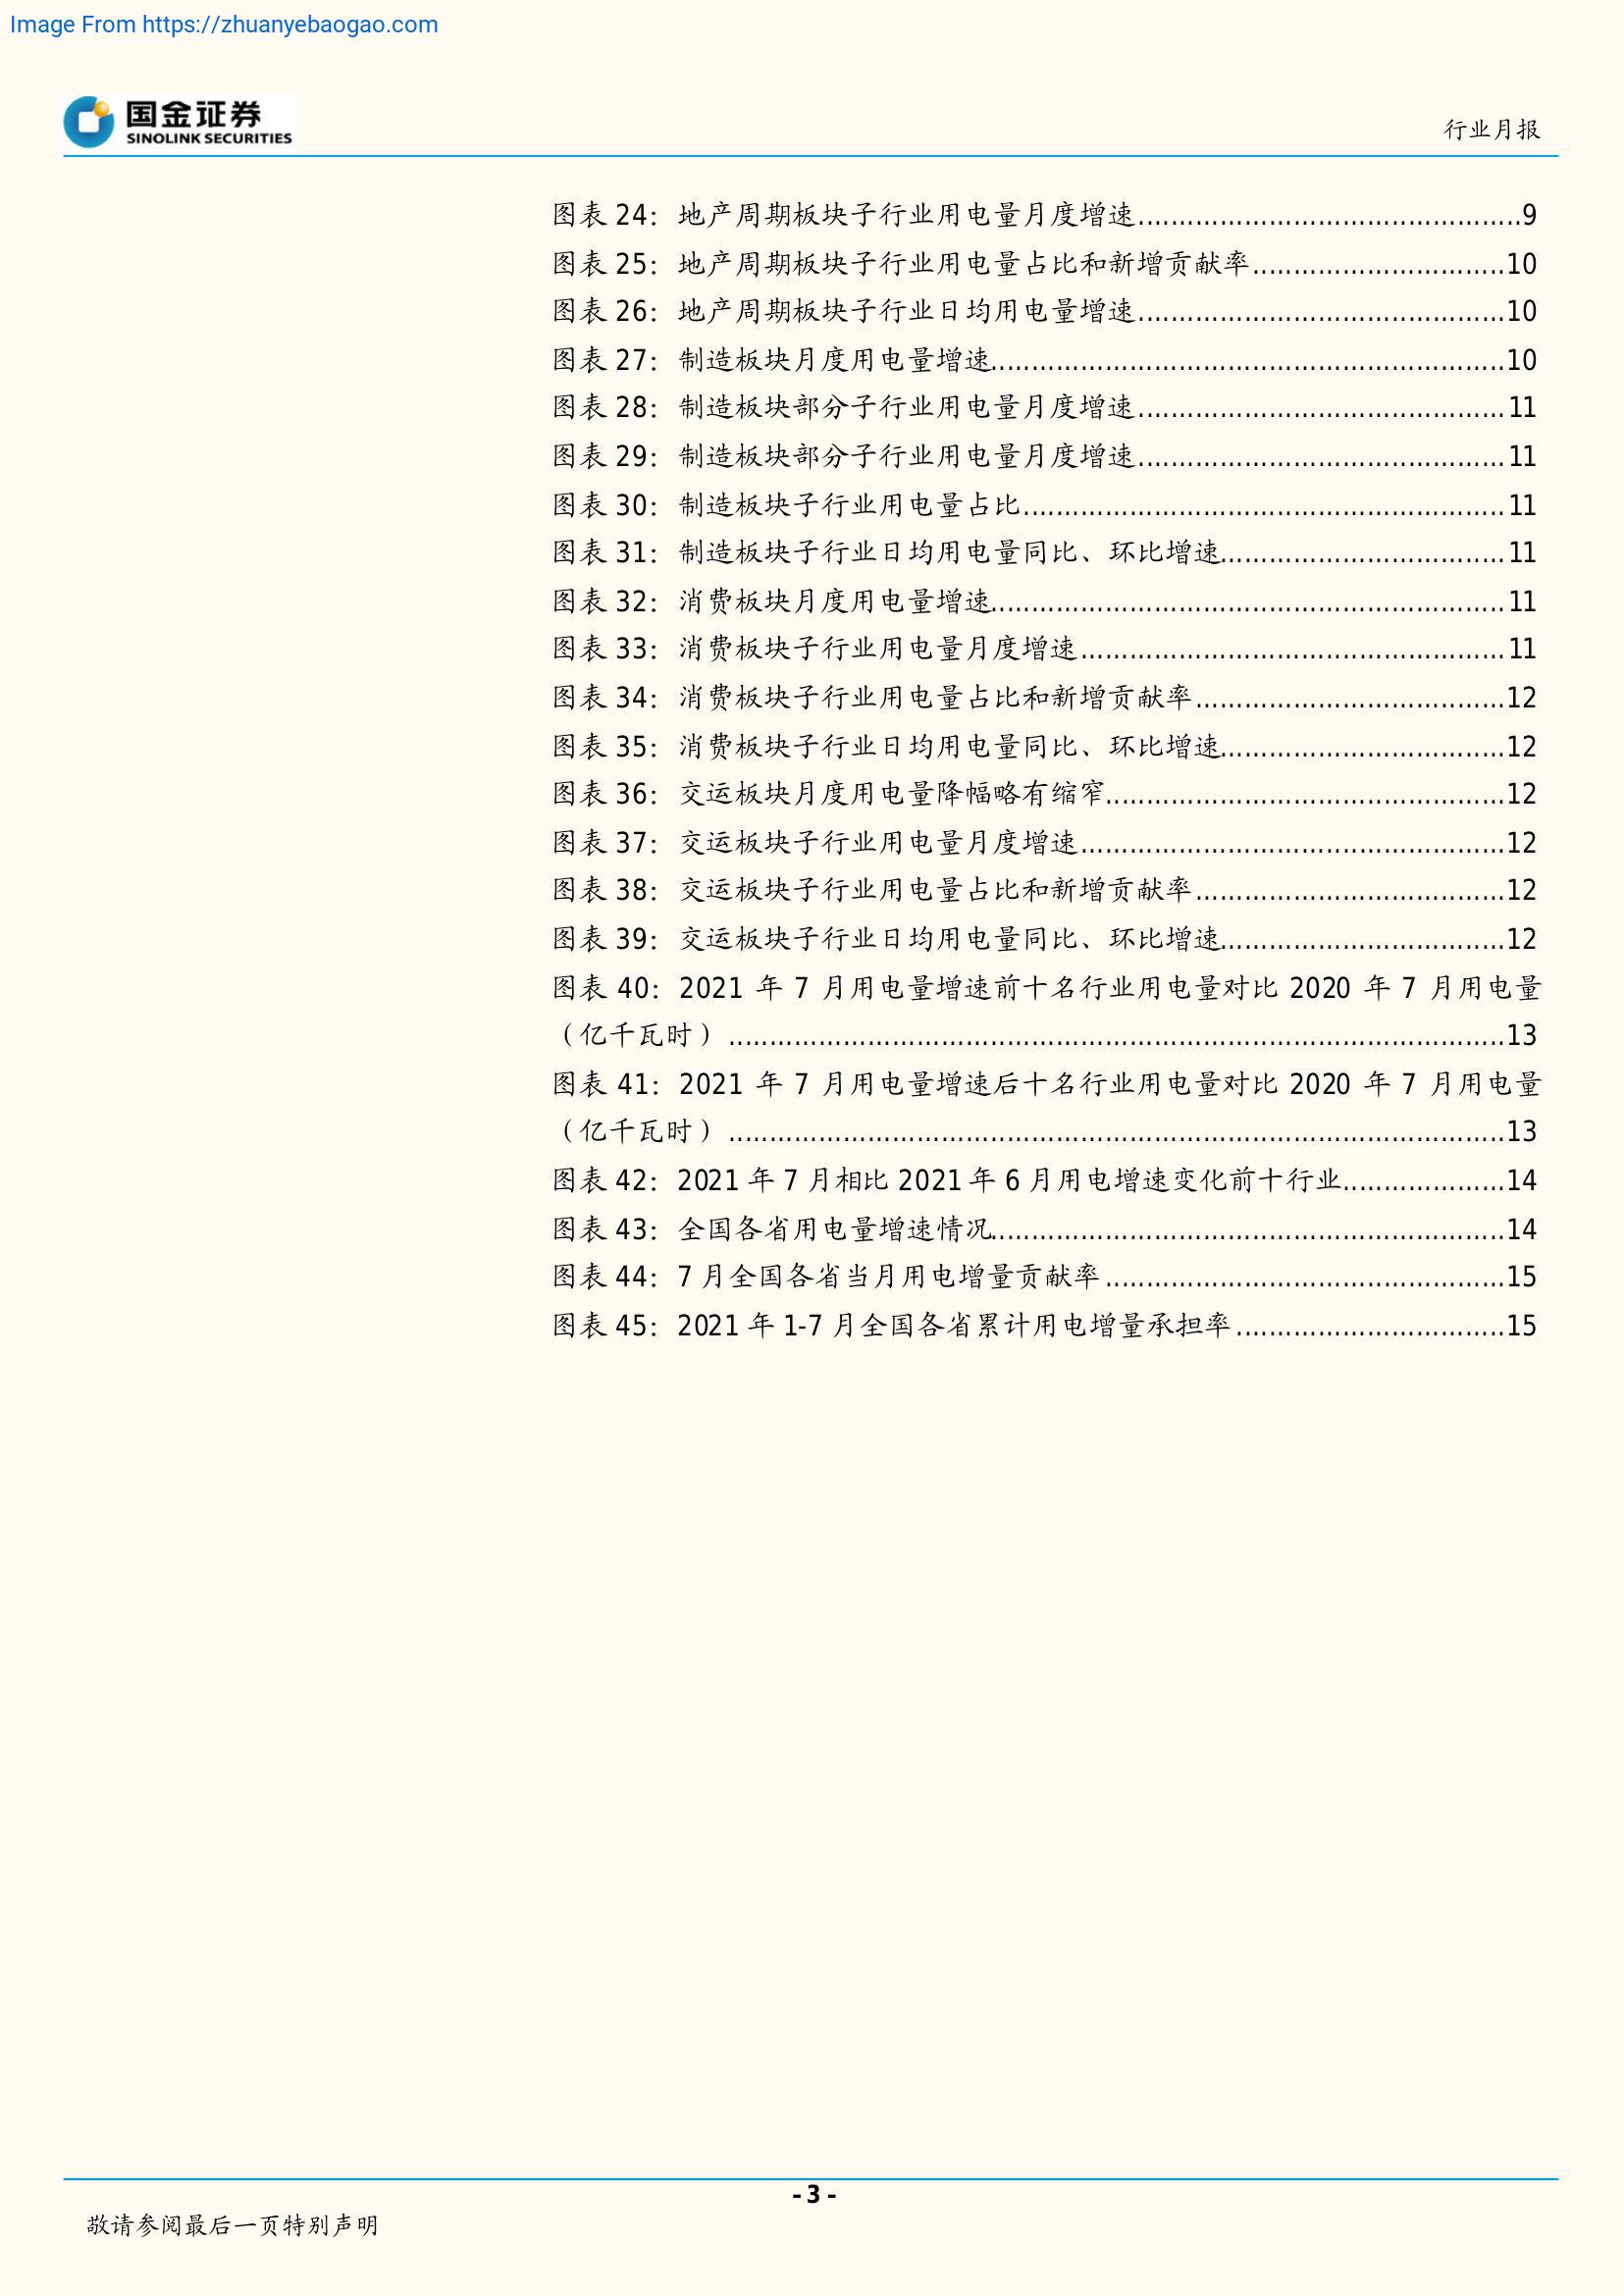 Image From https://zhuanyebaogao.com
国金证券
SINOLINK SECURITIES
行业月报
图表 24：地产周期板块子行业用电量月度增速...............................................9
图表 25：地产周期板块子行业用电量占比和新增贡献率...............................10
图表 26：地产周期板块子行业日均用电量增速.............................................10
图表 27：制造板块月度用电量增速...............................................................10
图表 28：制造板块部分子行业用电量月度增速.............................................11
图表 29：制造板块部分子行业用电量月度增速.............................................11
图表 30：制造板块子行业用电量占比...........................................................11
图表 31：制造板块子行业日均用电量同比、环比增速...................................11
图表 32：消费板块月度用电量增速...............................................................11
图表 33：消费板块子行业用电量月度增速....................................................11
图表 34：消费板块子行业用电量占比和新增贡献率......................................12
图表 35：消费板块子行业日均用电量同比、环比增速...................................12
图表 36：交运板块月度用电量降幅略有缩窄.................................................12
图表 37：交运板块子行业用电量月度增速....................................................12
图表 38：交运板块子行业用电量占比和新增贡献率......................................12
图表 39：交运板块子行业日均用电量同比、环比增速...................................12
图表 40：2021 年 7 月用电量增速前十名行业用电量对比 2020 年 7 月用电量
（亿千瓦时）...............................................................................................13
图表 41：2021 年 7 月用电量增速后十名行业用电量对比 2020 年 7 月用电量
（亿千瓦时）...............................................................................................13
图表 42：2021 年 7 月相比 2021 年 6 月用电增速变化前十行业....................14
图表 43：全国各省用电量增速情况...............................................................14
图表 44：7 月全国各省当月用电增量贡献率.................................................15
图表 45：2021 年 1-7 月全国各省累计用电增量承担率.................................15
- 3 -
敬请参阅最后一页特别声明